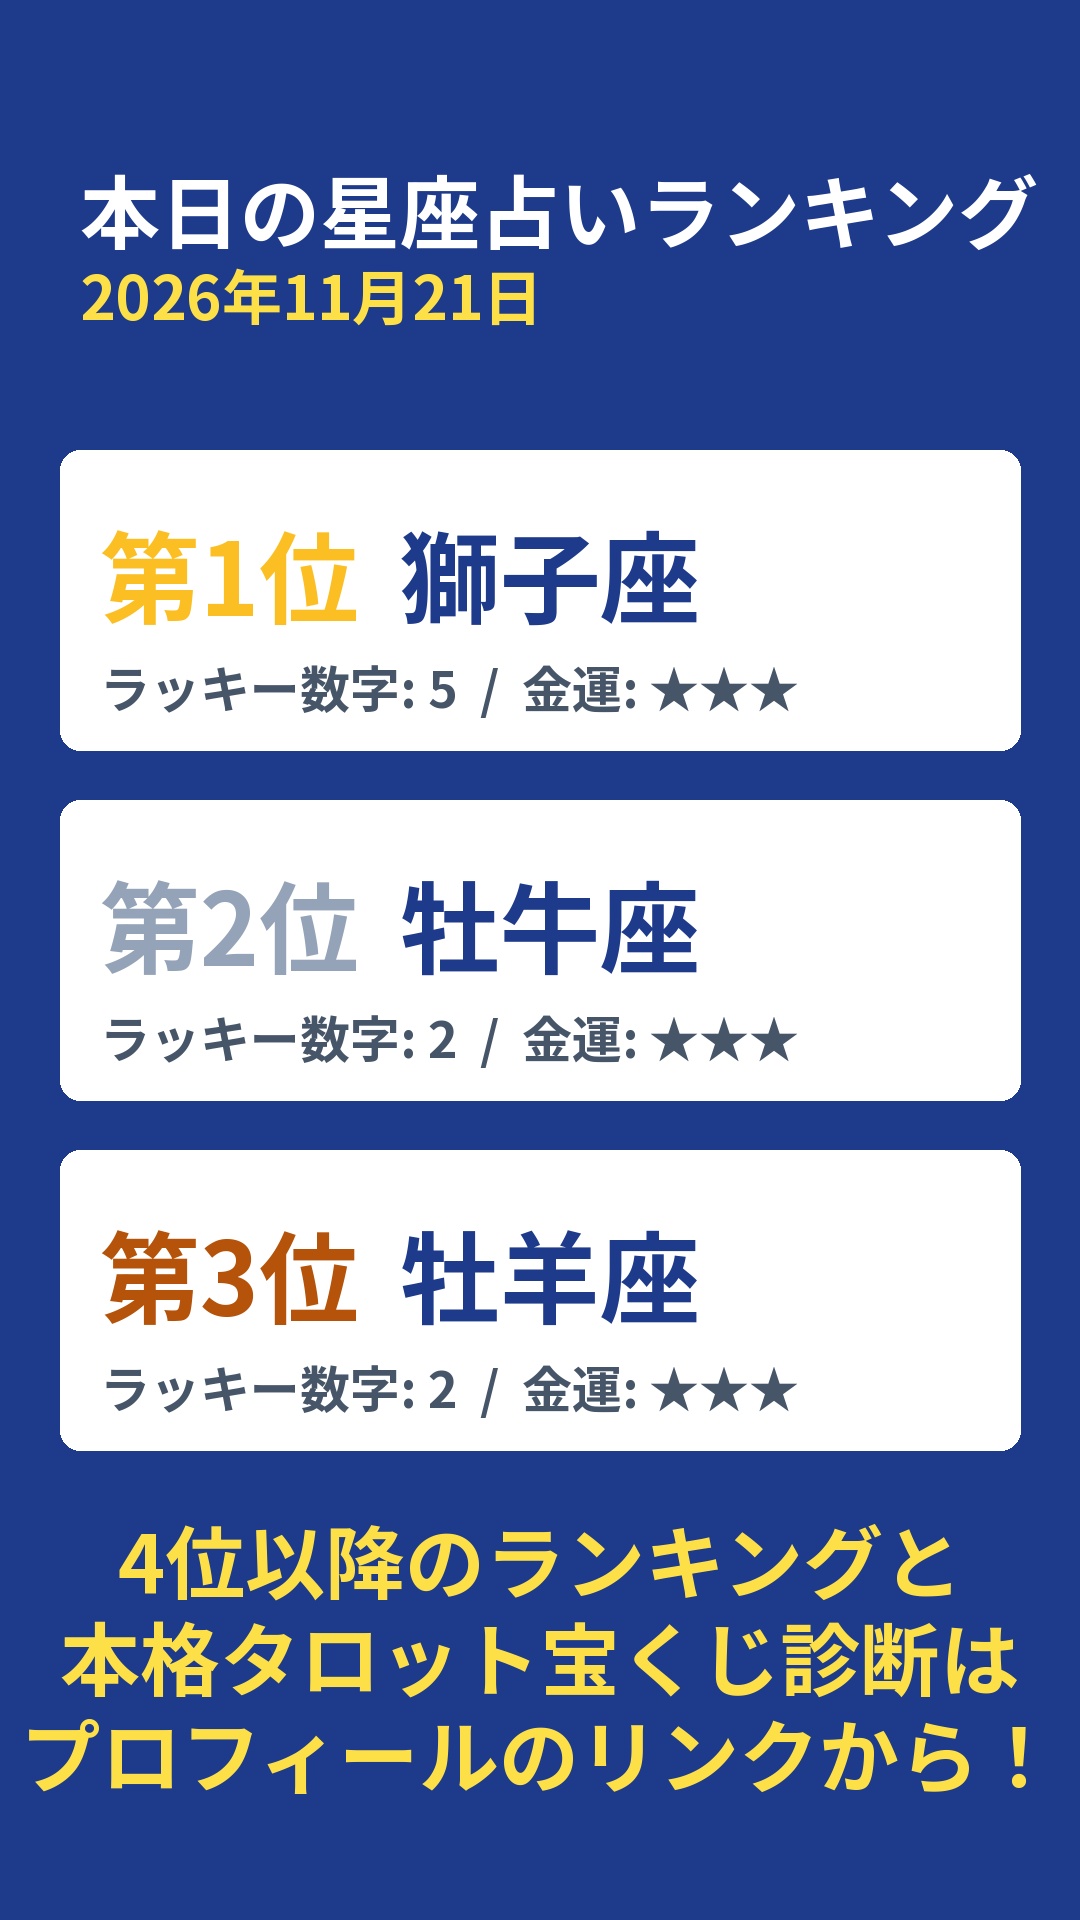 本日の星座占いランキング
2026年11月21日
第1位 獅子座
ラッキー数字: 5 / 金運: ★★★
第2位 牡牛座
ラッキー数字: 2 / 金運: ★★★
第3位 牡羊座
ラッキー数字: 2 / 金運: ★★★
4位以降のランキングと
本格タロット宝くじ診断は
プロフィールのリンクから！